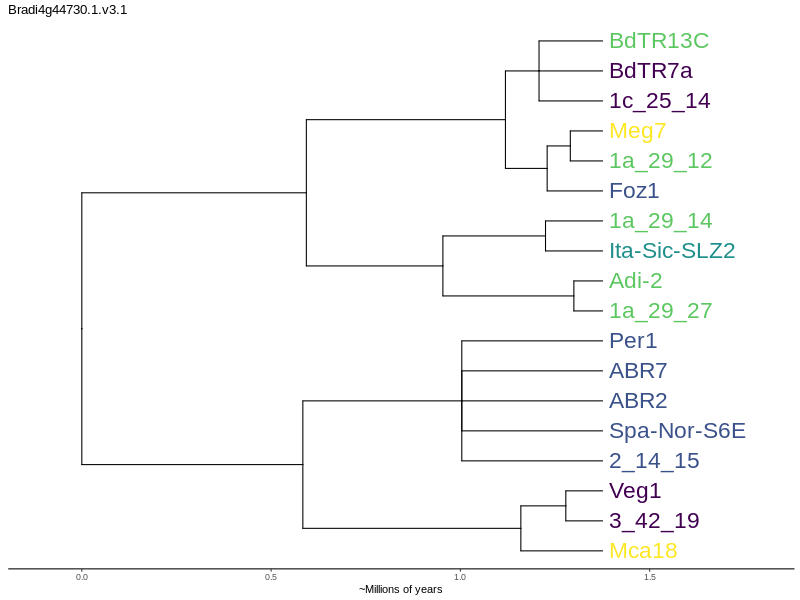 Bradi4g44730.1.v3.1
BdTR13C
BdTR7a
1c_25_14
Meg7
1a_29_12
Foz1
1a_29_14
Ita-Sic-SLZ2
Adi-2
1a_29_27
Per1
ABR7
ABR2
Spa-Nor-S6E
2_14_15
Veg1
3_42_19
Mca18
0.0 0.5 1.0 1.5
~Millions of years